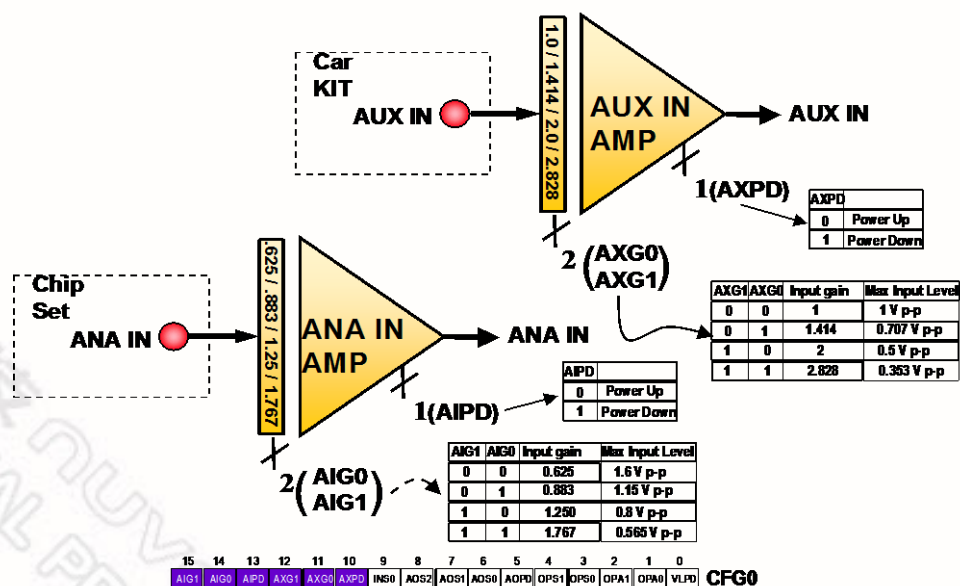 Car
KIT
AUX IN
1.0 / 1.414 / 2.0 / 2.828
AUX IN
AMP
AUX IN
1(AXPD)
AXPD
0 Power Up
1 Power Down
2 (AXG0
AXG1)
AXG1 AXG0 Input gain Max Input Level
0 0 1 1 V p-p
0 1 1.414 0.707 V p-p
1 0 2 0.5 V p-p
1 1 2.828 0.353 V p-p
Chip
Set
ANA IN
.625 / .883 / 1.25 / 1.767
ANA IN
AMP
ANA IN
1(AIPD)
AIPD
0 Power Up
1 Power Down
2 (AIG0
AIG1)
AIG1 AIG0 Input gain Max Input Level
0 0 0.625 1.6 V p-p
0 1 0.883 1.15 V p-p
1 0 1.250 0.8 V p-p
1 1 1.767 0.565 V p-p
15 14 13 12 11 10 9 8 7 6 5 4 3 2 1 0
AIG1 AIG0 AIPD AXG1 AXG0 AXPD INS0 AOS2 AOS1 AOS0 AOPD OPS1 OPS0 OPA1 OPA0 VLPD CFG0